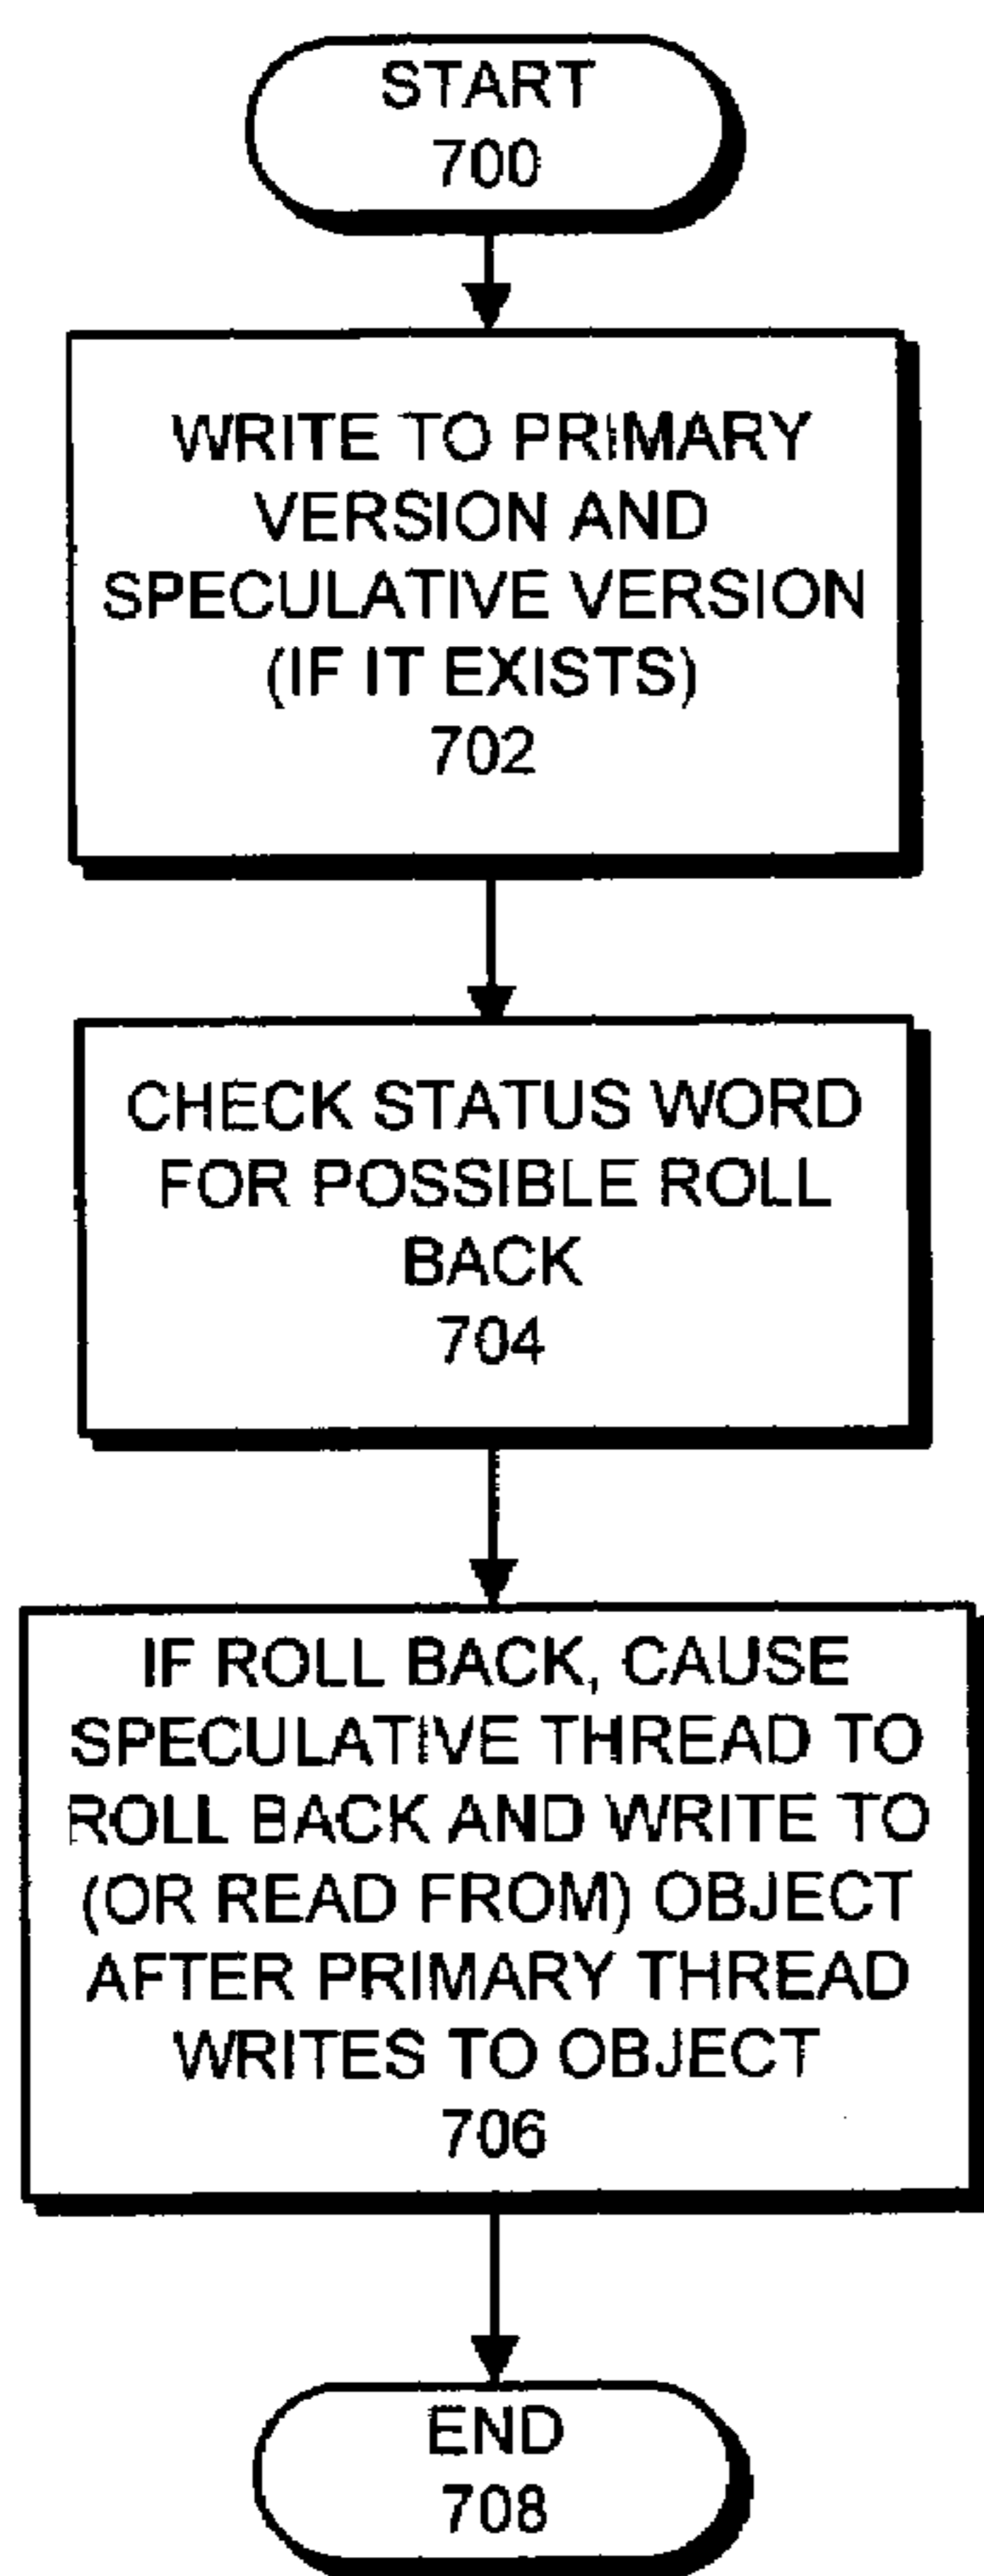 START
700
WRITE TO PRIMARY
VERSION AND
SPECULATIVE VERSION
(IF IT EXISTS)
702
CHECK STATUS WORD
FOR POSSIBLE ROLL
BACK
704
IF ROLL BACK, CAUSE
SPECULATIVE THREAD TO
ROLL BACK AND WRITE TO
(OR READ FROM) OBJECT
AFTER PRIMARY THREAD
WRITES TO OBJECT
706
END
708